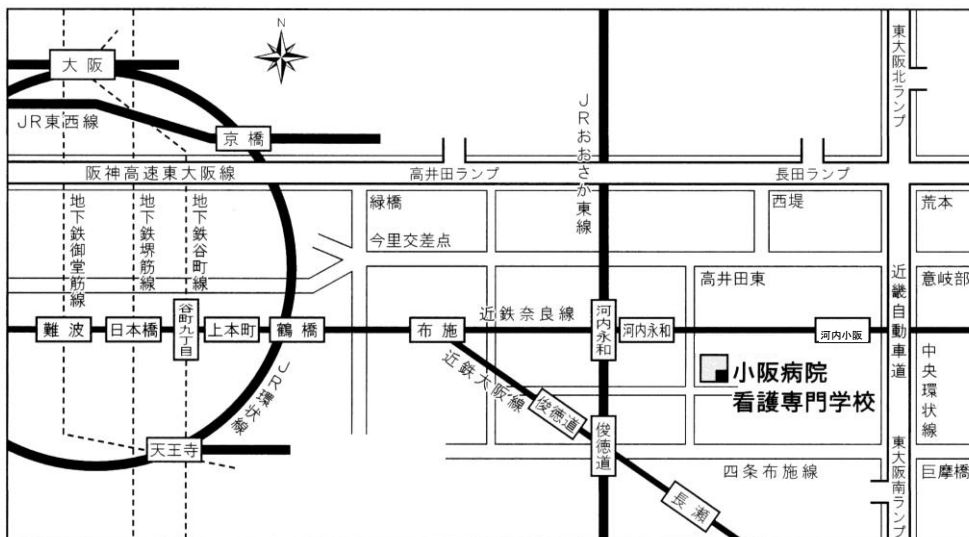 N
大阪
JR東西線
京橋
東大阪北ランプ
JRおおさか東線
阪神高速東大阪線
高井田ランプ
長田ランプ
地下鉄御堂筋線
地下鉄堺筋線
地下鉄谷町線
緑橋
今里交差点
西堤
荒本
高井田東
意岐部
近畿自動車道
難波
日本橋
谷町九丁目
上本町
鶴橋
布施
近鉄奈良線
河内永和
河内永和
河内小阪
JR環状線
近鉄大阪線
小阪病院
看護専門学校
中央環状線
俊徳道
俊徳道
天王寺
四条布施線
東大阪南ランプ
巨摩橋
長瀬